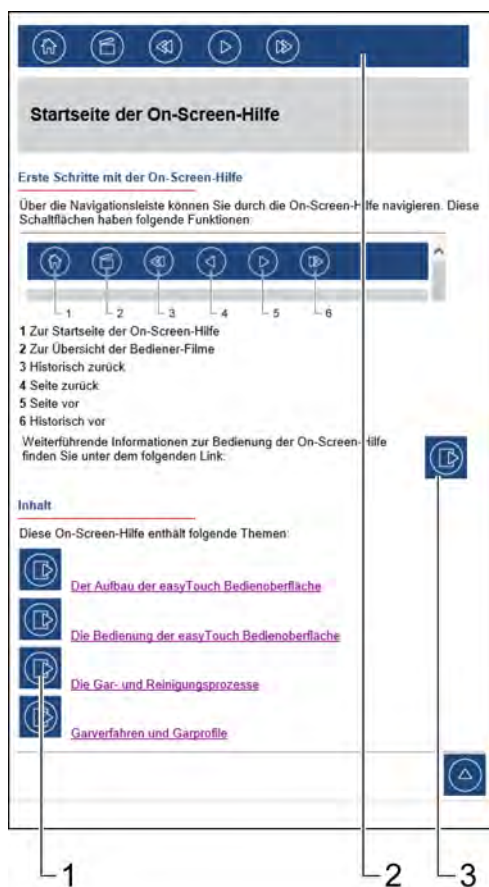 Startseite der On-Screen-Hilfe
Erste Schritte mit der On-Screen-Hilfe
Über die Navigationsleiste können Sie durch die On-Screen-Hilfe navigieren. Diese
Schaltflächen haben folgende Funktionen:
1 2 3 4 5 6
1 Zur Startseite der On-Screen-Hilfe
2 Zur Übersicht der Bediener-Filme
3 Historisch zurück
4 Seite zurück
5 Seite vor
6 Historisch vor
Weiterführende Informationen zur Bedienung der On-Screen-Hilfe
finden Sie unter dem folgenden Link:
Inhalt
Diese On-Screen-Hilfe enthält folgende Themen:
Der Aufbau der easyTouch Bedienoberfläche
Die Bedienung der easyTouch Bedienoberfläche
Die Gar- und Reinigungsprozesse
Garverfahren und Garprofile
1 2 3